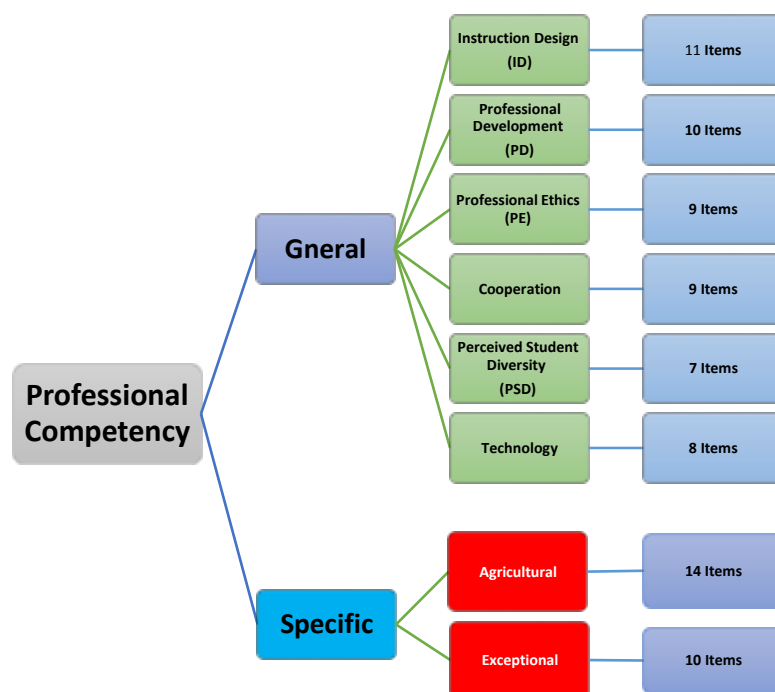 Instruction Design
(ID)
11 Items
Professional
Development
(PD)
10 Items
Professional Ethics
(PE)
9 Items
Gneral
Cooperation
9 Items
Perceived Student
Diversity
(PSD)
7 Items
Professional
Competency
Technology
8 Items
Agricultural
14 Items
Specific
Exceptional
10 Items